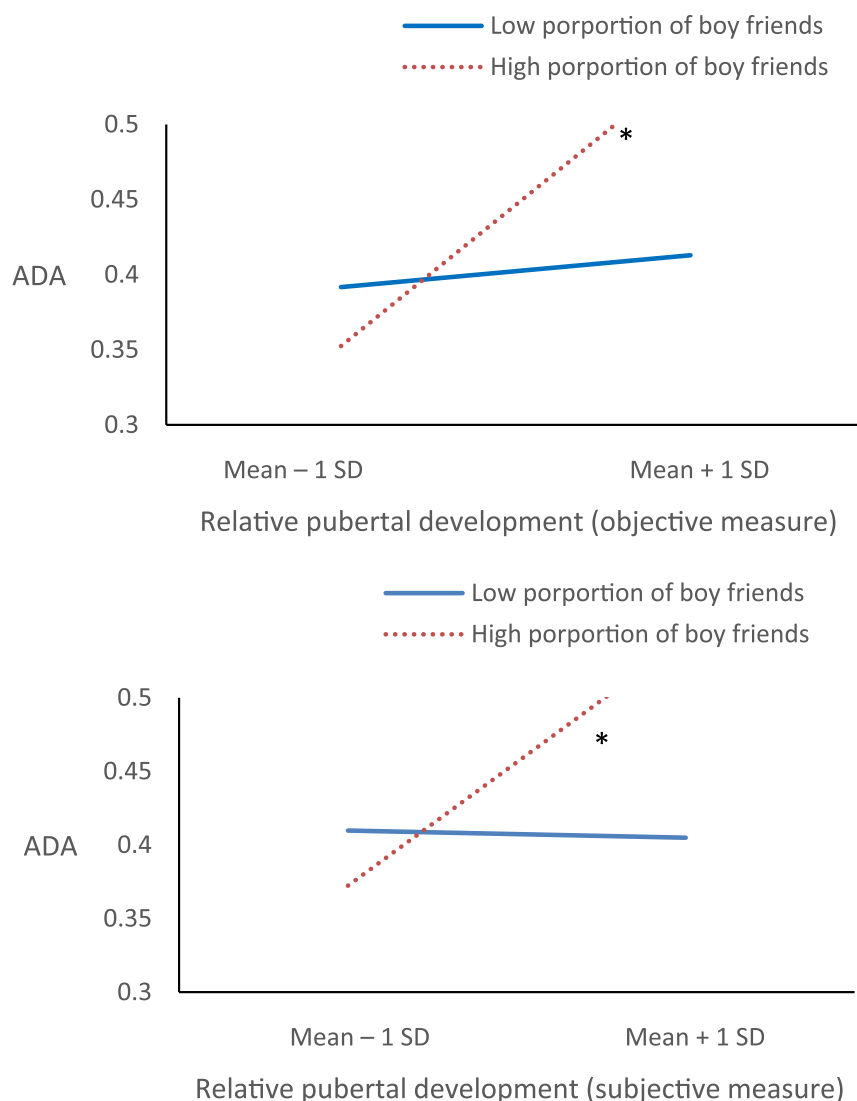 Low porportion of boy friends
High porportion of boy friends
0.5
*
0.45
ADA
0.4
0.35
0.3
Mean – 1 SD
Mean + 1 SD
Relative pubertal development (objective measure)
Low porportion of boy friends
High porportion of boy friends
0.5
*
0.45
ADA
0.4
0.35
0.3
Mean – 1 SD
Mean + 1 SD
Relative pubertal development (subjective measure)